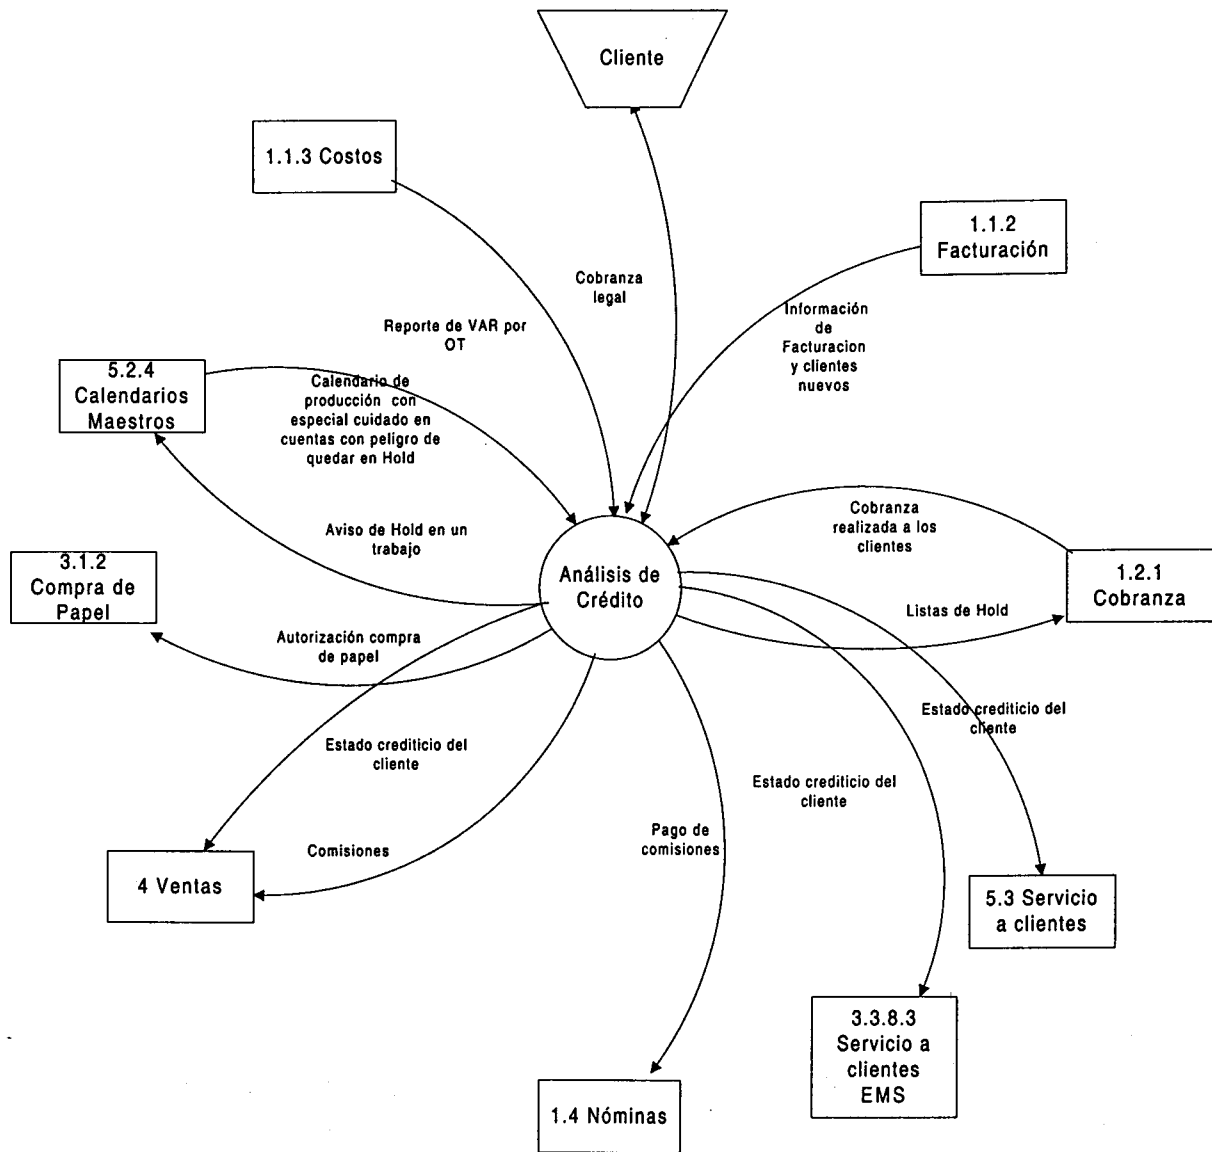 Cliente
1.1.3 Costos
1.1.2
Facturación
Cobranza
legal
Información
de
Facturacion
y clientes
nuevos
Reporte de VAR por
OT
5.2.4
Calendarios
Maestros
Calendario de
producción con
especial cuidado en
cuentas con peligro de
quedar en Hold
Cobranza
realizada a los
clientes
Aviso de Hold en un
trabajo
3.1.2
Compra de
Papel
Análisis de
Crédito
1.2.1
Cobranza
Listas de Hold
Autorización compra
de papel
Estado crediticio del
cliente
Estado crediticio del
cliente
Estado crediticio del
cliente
Pago de
comisiones
Comisiones
4 Ventas
5.3 Servicio
a clientes
3.3.8.3
Servicio a
clientes
EMS
1.4 Nóminas